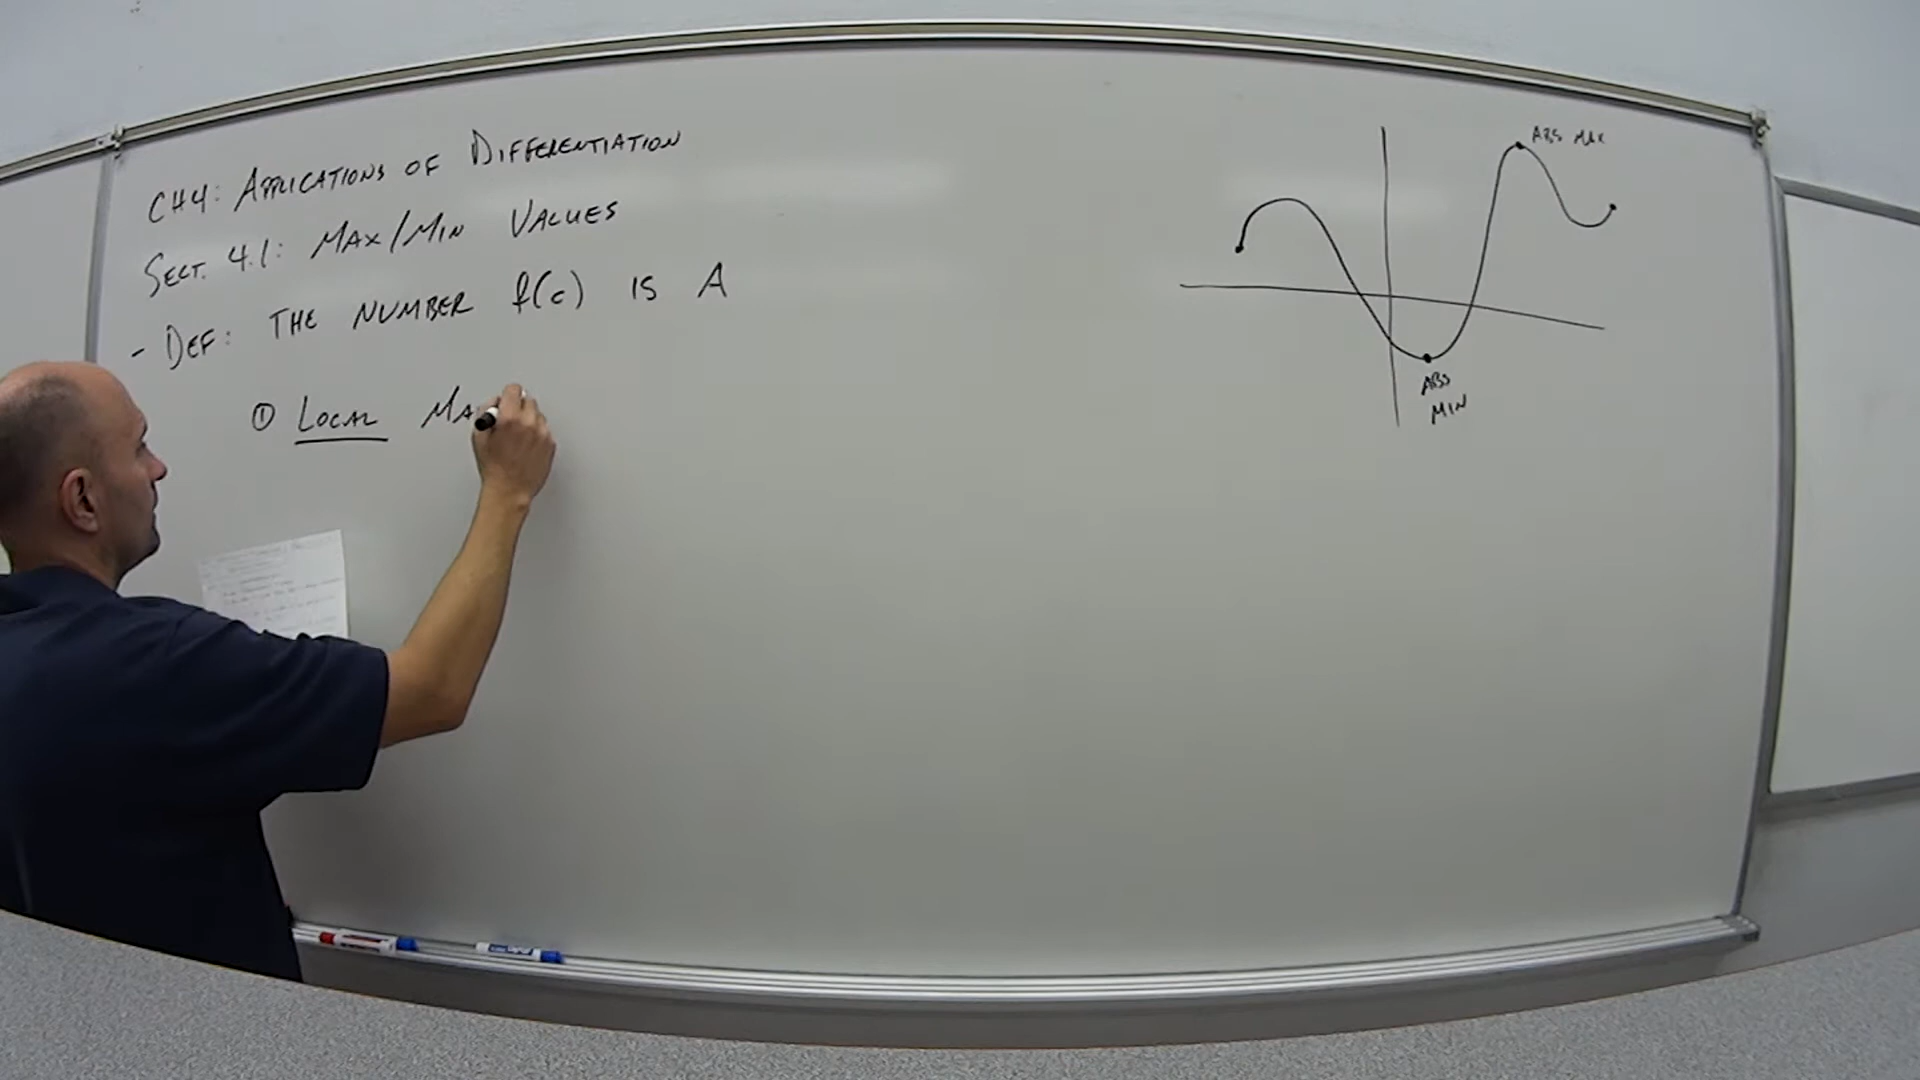 CH4: APPLICATIONS OF DIFFERENTIATION
SECT. 4.1: MAX/MIN VALUES
- DEF: THE NUMBER f(c) IS A
① LOCAL MA
ABS MAX
ABS
MIN